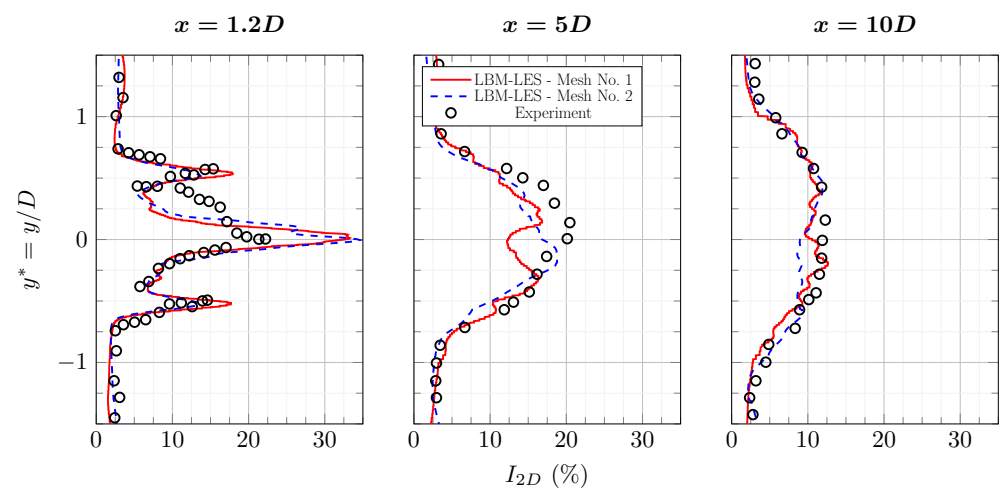 x = 1.2D
x = 5D
x = 10D
LBM-LES - Mesh No. 1
LBM-LES - Mesh No. 2
Experiment
y* = y/D
1
0
−1
0 10 20 30
0 10 20 30
0 10 20 30
I2D (%)